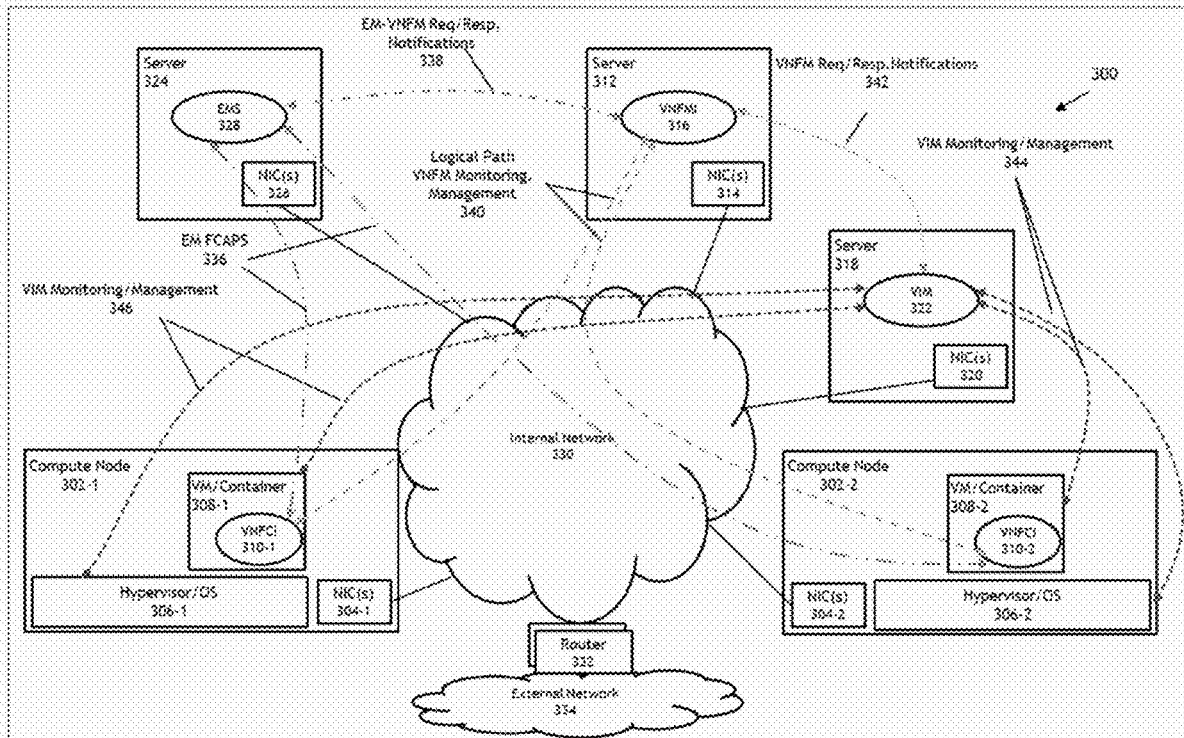 EM-VNFM Req/Resp.
Notifications
338
Server
324
EMS
328
NIC(s)
326
Server
312
VNFM
316
NIC(s)
314
VNFM Req/Resp. Notifications
342
300
VIM Monitoring/Management
344
Logical Path
VNFM Monitoring,
Management
340
EM FCAPS
336
VIM Monitoring/Management
346
Server
318
VIM
322
NIC(s)
320
Internal Network
330
Compute Node
302-1
VM/Container
308-1
VNFCI
310-1
Hypervisor/OS
306-1
NIC(s)
304-1
Compute Node
302-2
VM/Container
308-2
VNFCI
310-2
NIC(s)
304-2
Hypervisor/OS
306-2
Router
332
External Network
334